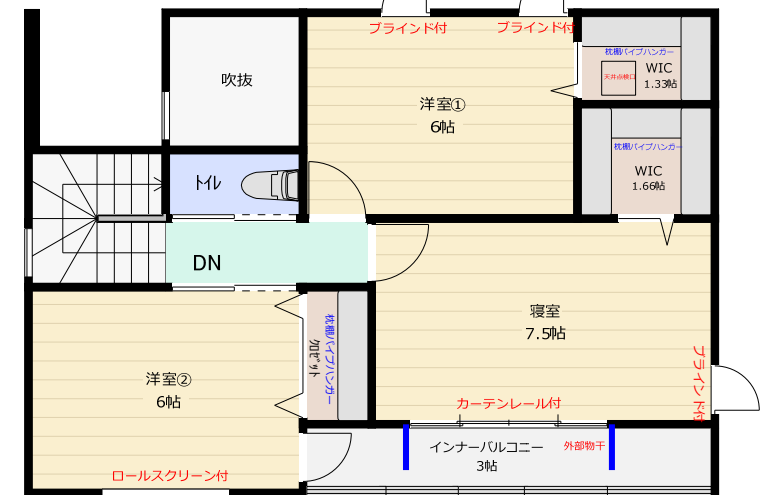 ブラインド付
ブラインド付
吹抜
洋室①
6帖
枕棚パイプハンガー
WIC
1.33帖
天井点検口
枕棚パイプハンガー
WIC
1.66帖
ﾄｲﾚ
DN
寝室
7.5帖
枕棚パイプハンガー
ｸﾛｾﾞｯﾄ
洋室②
6帖
ブラインド付
カーテンレール付
インナーバルコニー
3帖
外部物干
ロールスクリーン付